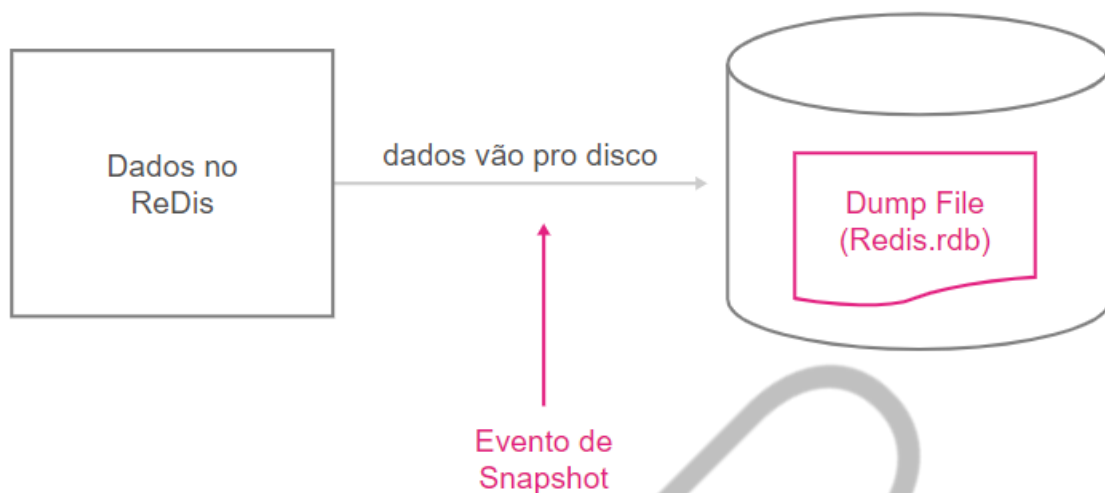 Dados no
ReDis
dados vão pro disco
Dump File
(Redis.rdb)
Evento de
Snapshot